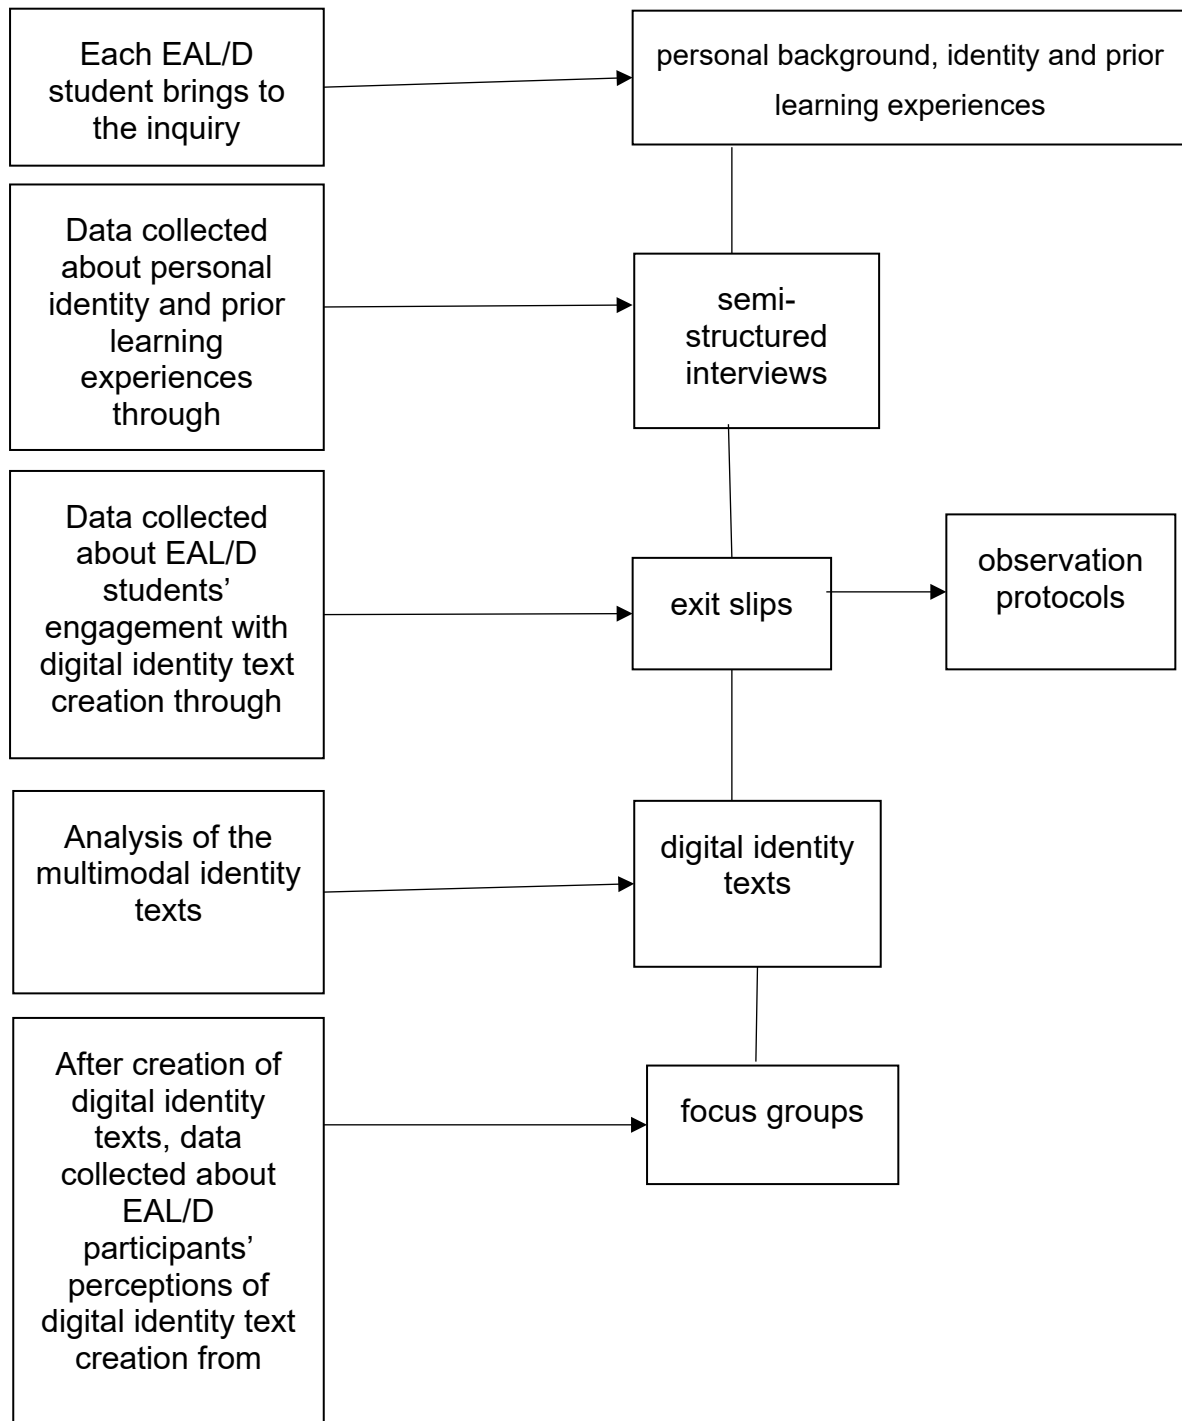 Each EAL/D
student brings to
the inquiry
personal background, identity and prior
learning experiences
Data collected
about personal
identity and prior
learning
experiences
through
semi-
structured
interviews
Data collected
about EAL/D
students’
engagement with
digital identity text
creation through
exit slips
observation
protocols
Analysis of the
multimodal identity
texts
digital identity
texts
After creation of
digital identity
texts, data
collected about
EAL/D
participants’
perceptions of
digital identity text
creation from
focus groups